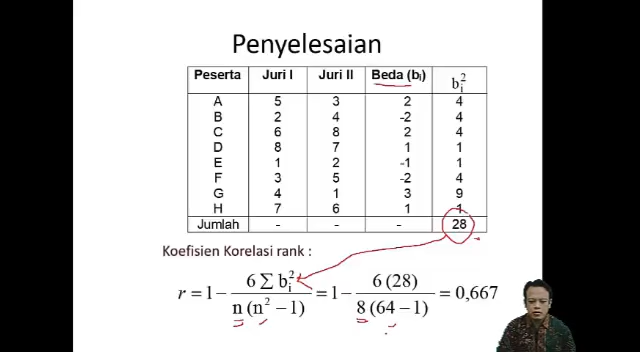 Penyelesaian
Peserta Juri I Juri II Beda (bᵢ) bᵢ²
A 5 3 2 4
B 2 4 -2 4
C 6 8 2 4
D 8 7 1 1
E 1 2 -1 1
F 3 5 -2 4
G 4 1 3 9
H 7 6 1 1
Jumlah - - - 28
Koefisien Korelasi rank :
r = 1 − 6 ∑ bᵢ² / n (n² − 1) = 1 − 6 (28) / 8 (64 − 1) = 0,667